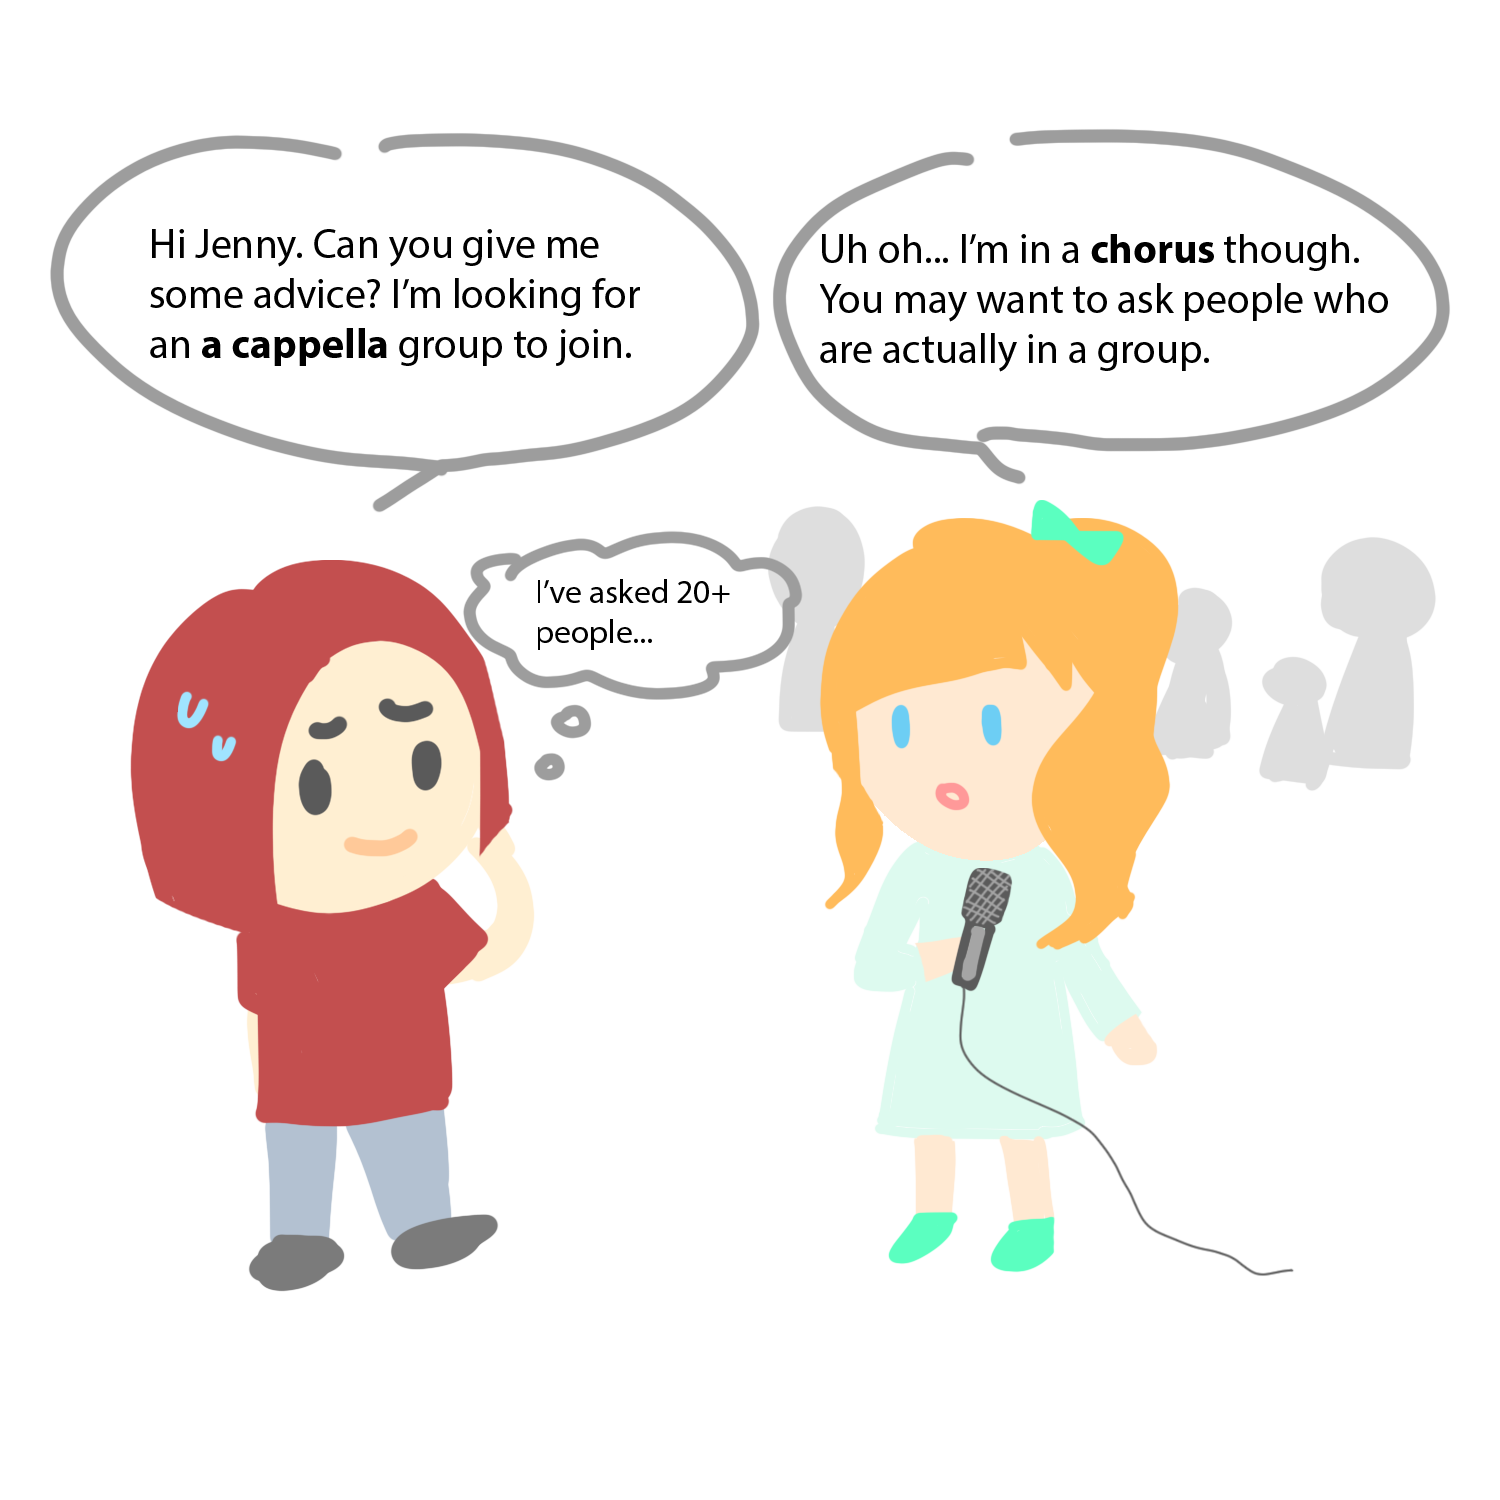 Hi Jenny. Can you give me
some advice? I'm looking for
an a cappella group to join.
Uh oh... I'm in a chorus though.
You may want to ask people who
are actually in a group.
I've asked 20+
people...